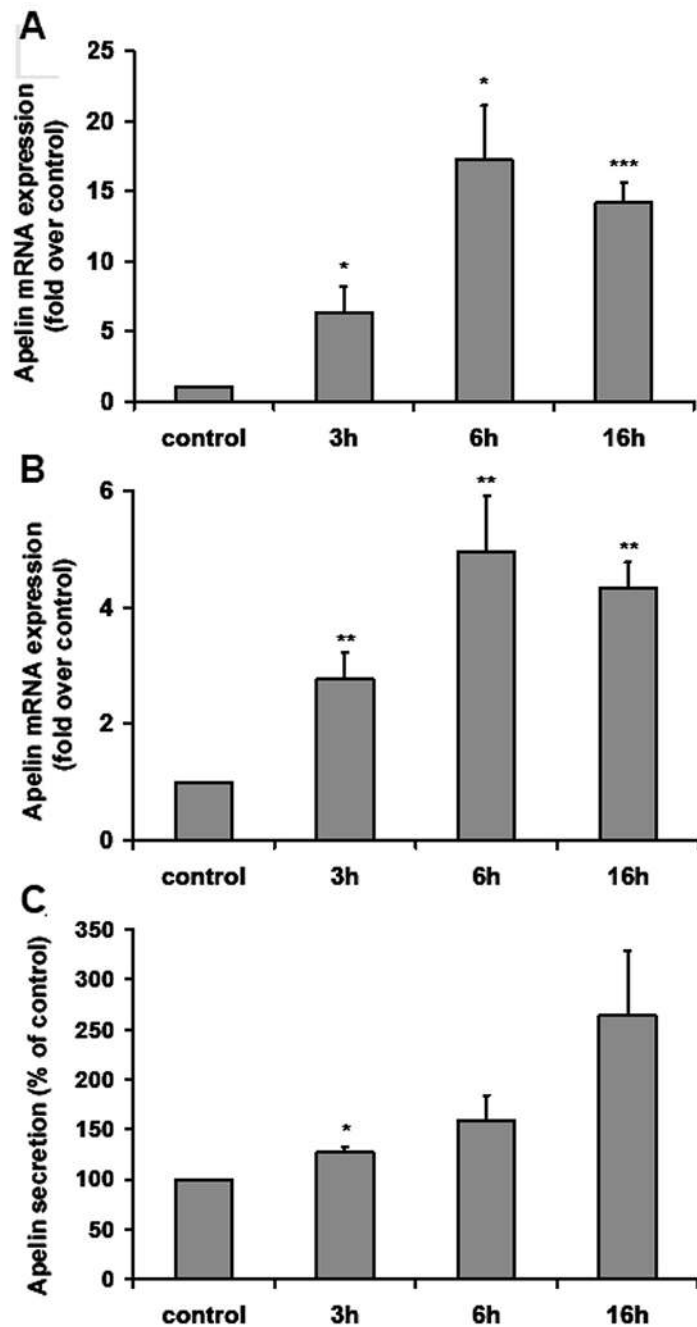 A
Apelin mRNA expression
(fold over control)
25
20
15
10
5
0
*
*
***
control 3h 6h 16h
B
Apelin mRNA expression
(fold over control)
6
4
2
0
**
**
**
control 3h 6h 16h
C
Apelin secretion (% of control)
350
300
250
200
150
100
50
0
*
control 3h 6h 16h